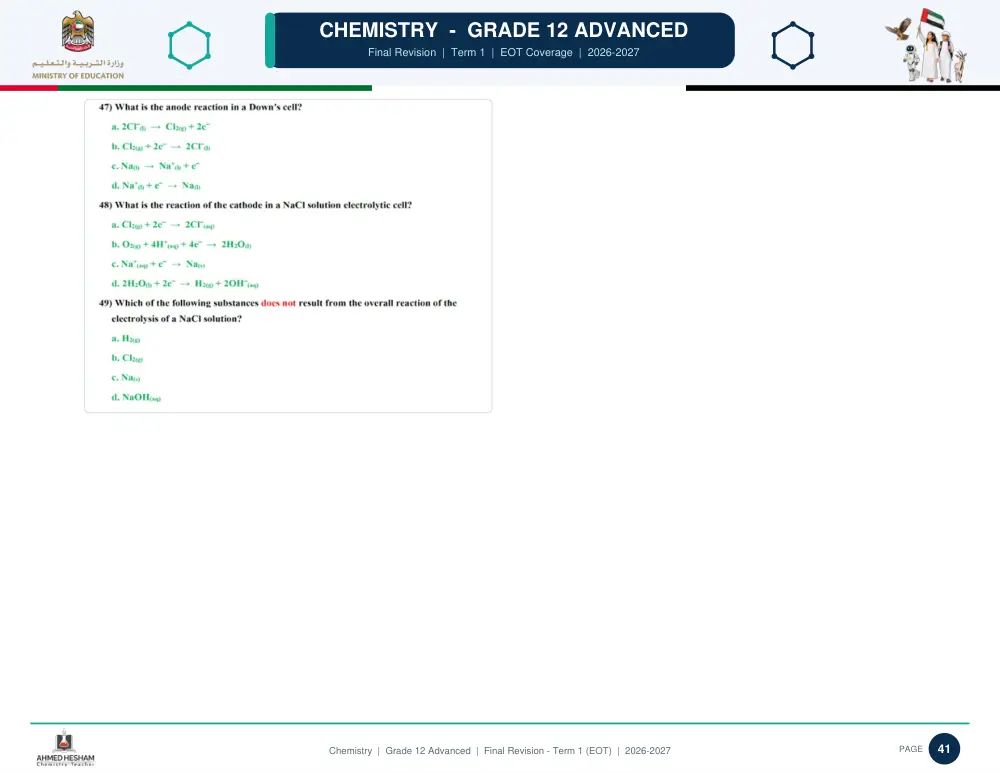 CHEMISTRY - GRADE 12 ADVANCED
Final Revision | Term 1 | EOT Coverage | 2026-2027
وزارة التربية والتعليم
MINISTRY OF EDUCATION
47) What is the anode reaction in a Down's cell?
a. 2Cl⁻(l) → Cl₂(g) + 2e⁻
b. Cl₂(g) + 2e⁻ → 2Cl⁻(l)
c. Na(l) → Na⁺(l) + e⁻
d. Na⁺(l) + e⁻ → Na(l)
48) What is the reaction of the cathode in a NaCl solution electrolytic cell?
a. Cl₂(g) + 2e⁻ → 2Cl⁻(aq)
b. O₂(g) + 4H⁺(aq) + 4e⁻ → 2H₂O(l)
c. Na⁺(aq) + e⁻ → Na(s)
d. 2H₂O(l) + 2e⁻ → H₂(g) + 2OH⁻(aq)
49) Which of the following substances does not result from the overall reaction of the
electrolysis of a NaCl solution?
a. H₂(g)
b. Cl₂(g)
c. Na(s)
d. NaOH(aq)
AHMED HESHAM
Chemistry Teacher
Chemistry | Grade 12 Advanced | Final Revision - Term 1 (EOT) | 2026-2027
PAGE 41